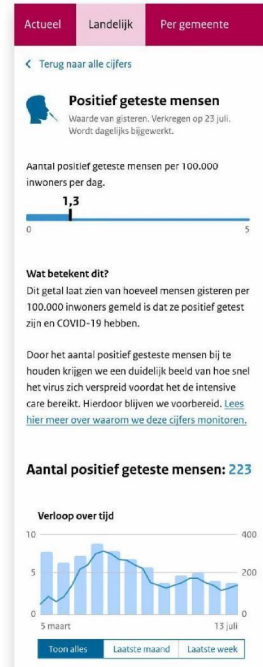 Actueel Landelijk Per gemeente
Terug naar alle cijfers
Positief geteste mensen
Waarde van gisteren. Verkregen op 23 juli.
Wordt dagelijks bijgewerkt.
Aantal positief geteste mensen per 100.000
inwoners per dag.
1,3
0 5
Wat betekent dit?
Dit getal laat zien van hoeveel mensen gisteren per
100.000 inwoners gemeld is dat ze positief getest
zijn en COVID-19 hebben.
Door het aantal positief gesteste mensen bij te
houden krijgen we een duidelijk beeld van hoe snel
het virus zich verspreid voordat het de intensive
care bereikt. Hierdoor blijven we voorbereid. Lees
hier meer over waarom we deze cijfers monitoren.
Aantal positief geteste mensen: 223
Verloop over tijd
10 400
5 200
0 0
5 maart 13 juli
Toon alles Laatste maand Laatste week